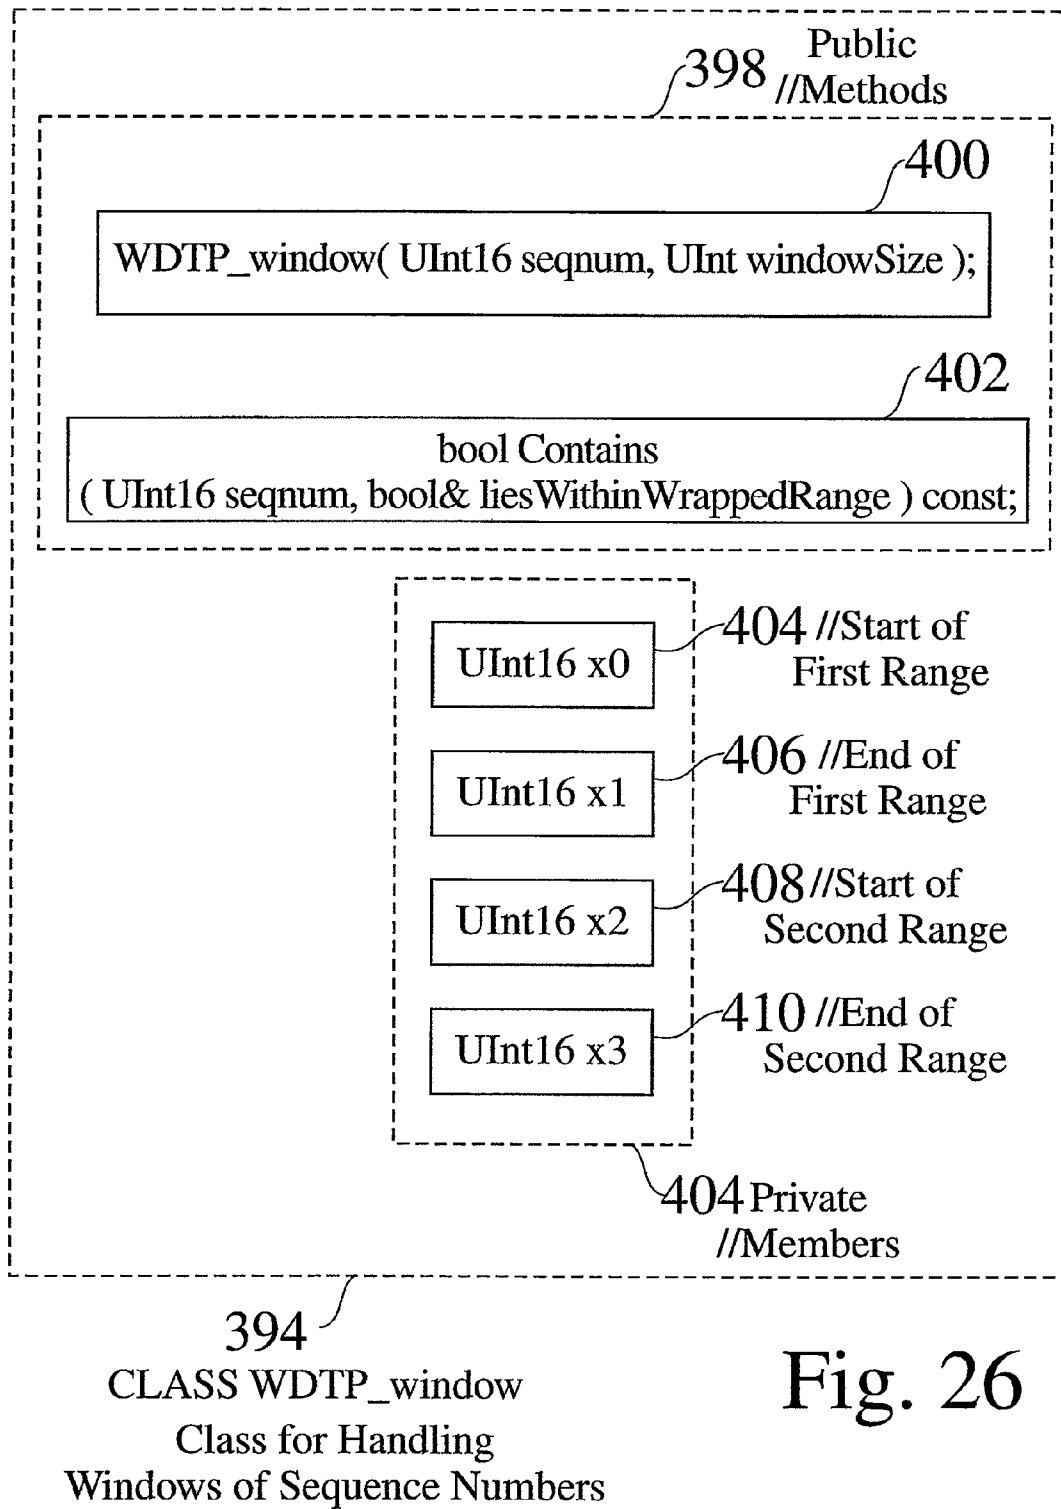 Public
398 //Methods
400
WDTP_window( UInt16 seqnum, UInt windowSize );
402
bool Contains
( UInt16 seqnum, bool& liesWithinWrappedRange ) const;
UInt16 x0
404 //Start of
First Range
UInt16 x1
406 //End of
First Range
UInt16 x2
408 //Start of
Second Range
UInt16 x3
410 //End of
Second Range
404 Private
//Members
394
CLASS WDTP_window
Class for Handling
Windows of Sequence Numbers
Fig. 26